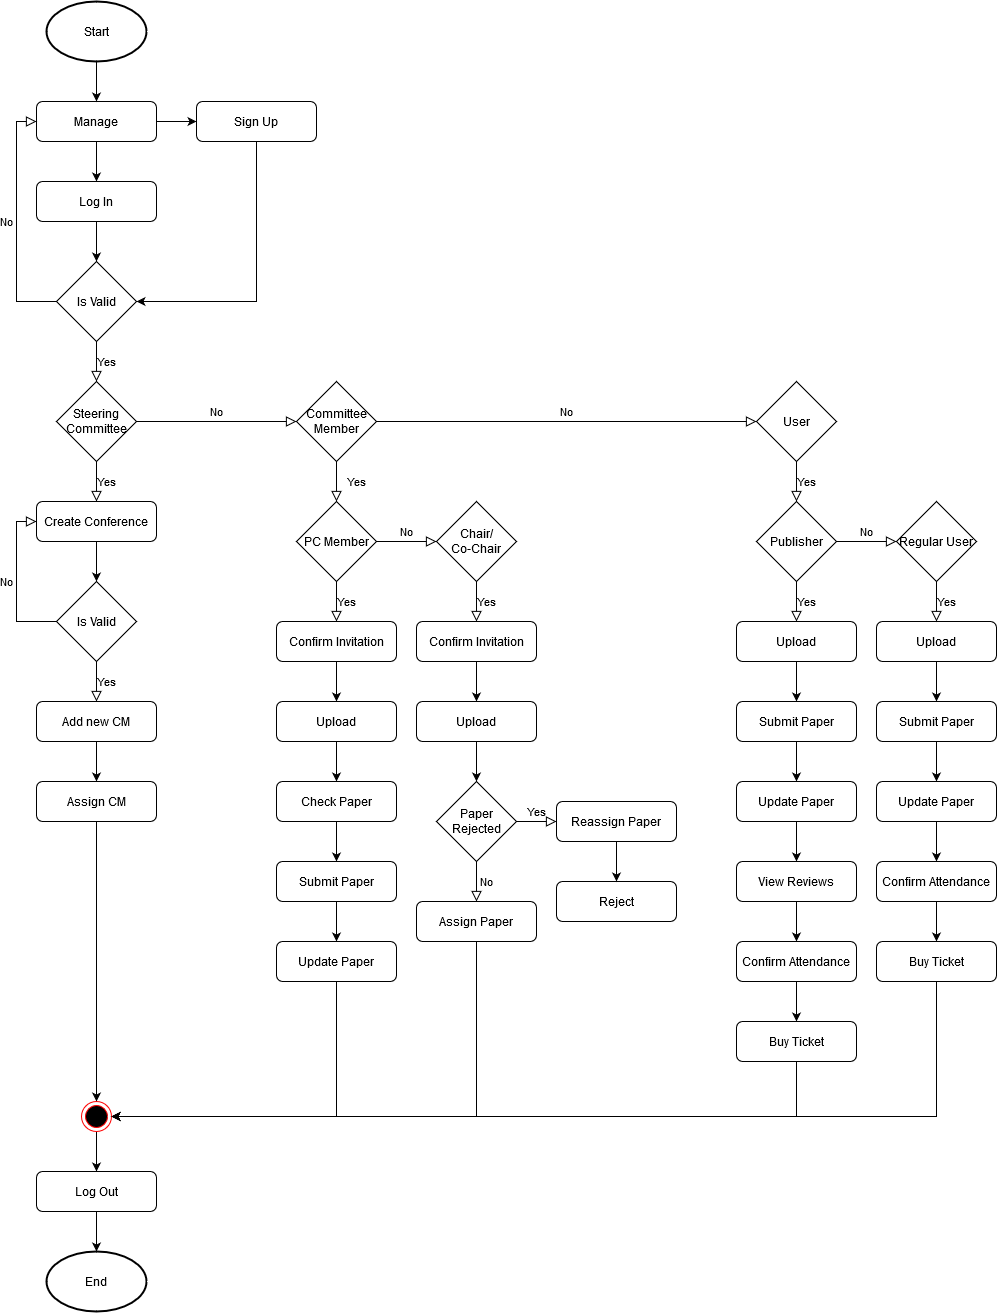 Start
Manage
Sign Up
Log In
No
Is Valid
Yes
Steering
Committee
No
Committee
Member
No
User
Yes
Yes
Yes
Create Conference
PC Member
No
Chair/
Co-Chair
Publisher
No
Regular User
No
Is Valid
Yes
Yes
Yes
Yes
Confirm Invitation
Confirm Invitation
Upload
Upload
Yes
Add new CM
Upload
Upload
Submit Paper
Submit Paper
Assign CM
Check Paper
Paper
Rejected
Yes
Reassign Paper
Update Paper
Update Paper
Submit Paper
No
Reject
View Reviews
Confirm Attendance
Assign Paper
Update Paper
Confirm Attendance
Buy Ticket
Buy Ticket
Log Out
End